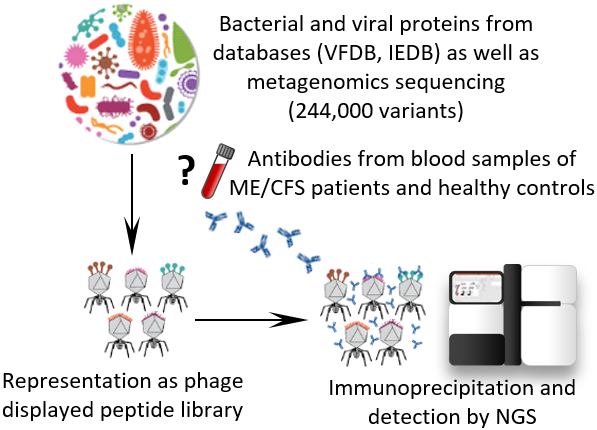 Bacterial and viral proteins from
databases (VFDB, IEDB) as well as
metagenomics sequencing
(244,000 variants)
? Antibodies from blood samples of
ME/CFS patients and healthy controls
Representation as phage
displayed peptide library
Immunoprecipitation and
detection by NGS